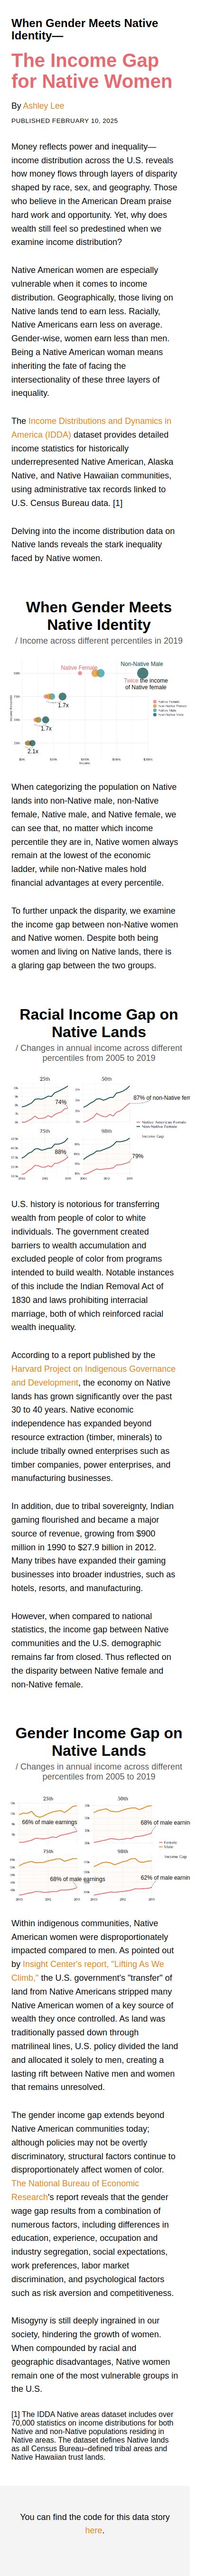 When Gender Meets Native
Identity—
The Income Gap
for Native Women
By Ashley Lee
PUBLISHED FEBRUARY 10, 2025
Money reflects power and inequality—
income distribution across the U.S. reveals
how money flows through layers of disparity
shaped by race, sex, and geography. Those
who believe in the American Dream praise
hard work and opportunity. Yet, why does
wealth still feel so predestined when we
examine income distribution?
Native American women are especially
vulnerable when it comes to income
distribution. Geographically, those living on
Native lands tend to earn less. Racially,
Native Americans earn less on average.
Gender-wise, women earn less than men.
Being a Native American woman means
inheriting the fate of facing the
intersectionality of these three layers of
inequality.
The Income Distributions and Dynamics in
America (IDDA) dataset provides detailed
income statistics for historically
underrepresented Native American, Alaska
Native, and Native Hawaiian communities,
using administrative tax records linked to
U.S. Census Bureau data. [1]
Delving into the income distribution data on
Native lands reveals the stark inequality
faced by Native women.
When Gender Meets
Native Identity
/ Income across different percentiles in 2019
Non-Native Male
Native Female
Twice the income
of Native female
1.7x
1.7x
2.1x
When categorizing the population on Native
lands into non-Native male, non-Native
female, Native male, and Native female, we
can see that, no matter which income
percentile they are in, Native women always
remain at the lowest of the economic
ladder, while non-Native males hold
financial advantages at every percentile.
To further unpack the disparity, we examine
the income gap between non-Native women
and Native women. Despite both being
women and living on Native lands, there is
a glaring gap between the two groups.
Racial Income Gap on
Native Lands
/ Changes in annual income across different
percentiles from 2005 to 2019
25th
50th
74%
87% of non-Native fem
Native American Female
Non-Native Female
Income Gap
75th
98th
88%
79%
U.S. history is notorious for transferring
wealth from people of color to white
individuals. The government created
barriers to wealth accumulation and
excluded people of color from programs
intended to build wealth. Notable instances
of this include the Indian Removal Act of
1830 and laws prohibiting interracial
marriage, both of which reinforced racial
wealth inequality.
According to a report published by the
Harvard Project on Indigenous Governance
and Development, the economy on Native
lands has grown significantly over the past
30 to 40 years. Native economic
independence has expanded beyond
resource extraction (timber, minerals) to
include tribally owned enterprises such as
timber companies, power enterprises, and
manufacturing businesses.
In addition, due to tribal sovereignty, Indian
gaming flourished and became a major
source of revenue, growing from $900
million in 1990 to $27.9 billion in 2012.
Many tribes have expanded their gaming
businesses into broader industries, such as
hotels, resorts, and manufacturing.
However, when compared to national
statistics, the income gap between Native
communities and the U.S. demographic
remains far from closed. Thus reflected on
the disparity between Native female and
non-Native female.
Gender Income Gap on
Native Lands
/ Changes in annual income across different
percentiles from 2005 to 2019
25th
50th
66% of male earnings
68% of male earnin
Female
Male
Income Gap
75th
98th
68% of male earnings
62% of male earnin
Within indigenous communities, Native
American women were disproportionately
impacted compared to men. As pointed out
by Insight Center's report, "Lifting As We
Climb," the U.S. government's "transfer" of
land from Native Americans stripped many
Native American women of a key source of
wealth they once controlled. As land was
traditionally passed down through
matrilineal lines, U.S. policy divided the land
and allocated it solely to men, creating a
lasting rift between Native men and women
that remains unresolved.
The gender income gap extends beyond
Native American communities today;
although policies may not be overtly
discriminatory, structural factors continue to
disproportionately affect women of color.
The National Bureau of Economic
Research's report reveals that the gender
wage gap results from a combination of
numerous factors, including differences in
education, experience, occupation and
industry segregation, social expectations,
work preferences, labor market
discrimination, and psychological factors
such as risk aversion and competitiveness.
Misogyny is still deeply ingrained in our
society, hindering the growth of women.
When compounded by racial and
geographic disadvantages, Native women
remain one of the most vulnerable groups in
the U.S.
[1] The IDDA Native areas dataset includes over
70,000 statistics on income distributions for both
Native and non-Native populations residing in
Native areas. The dataset defines Native lands
as all Census Bureau–defined tribal areas and
Native Hawaiian trust lands.
You can find the code for this data story
here.